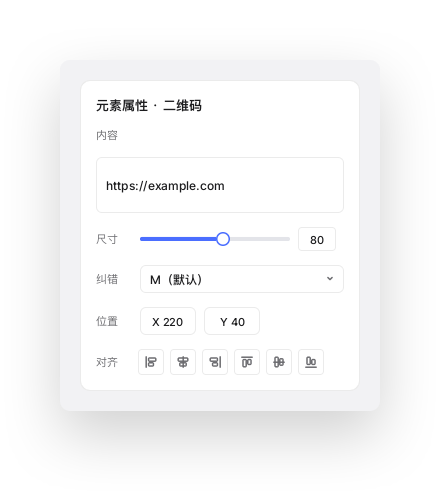 元素属性 · 二维码
内容
https://example.com
尺寸 80
纠错 M（默认）
位置 X 220 Y 40
对齐